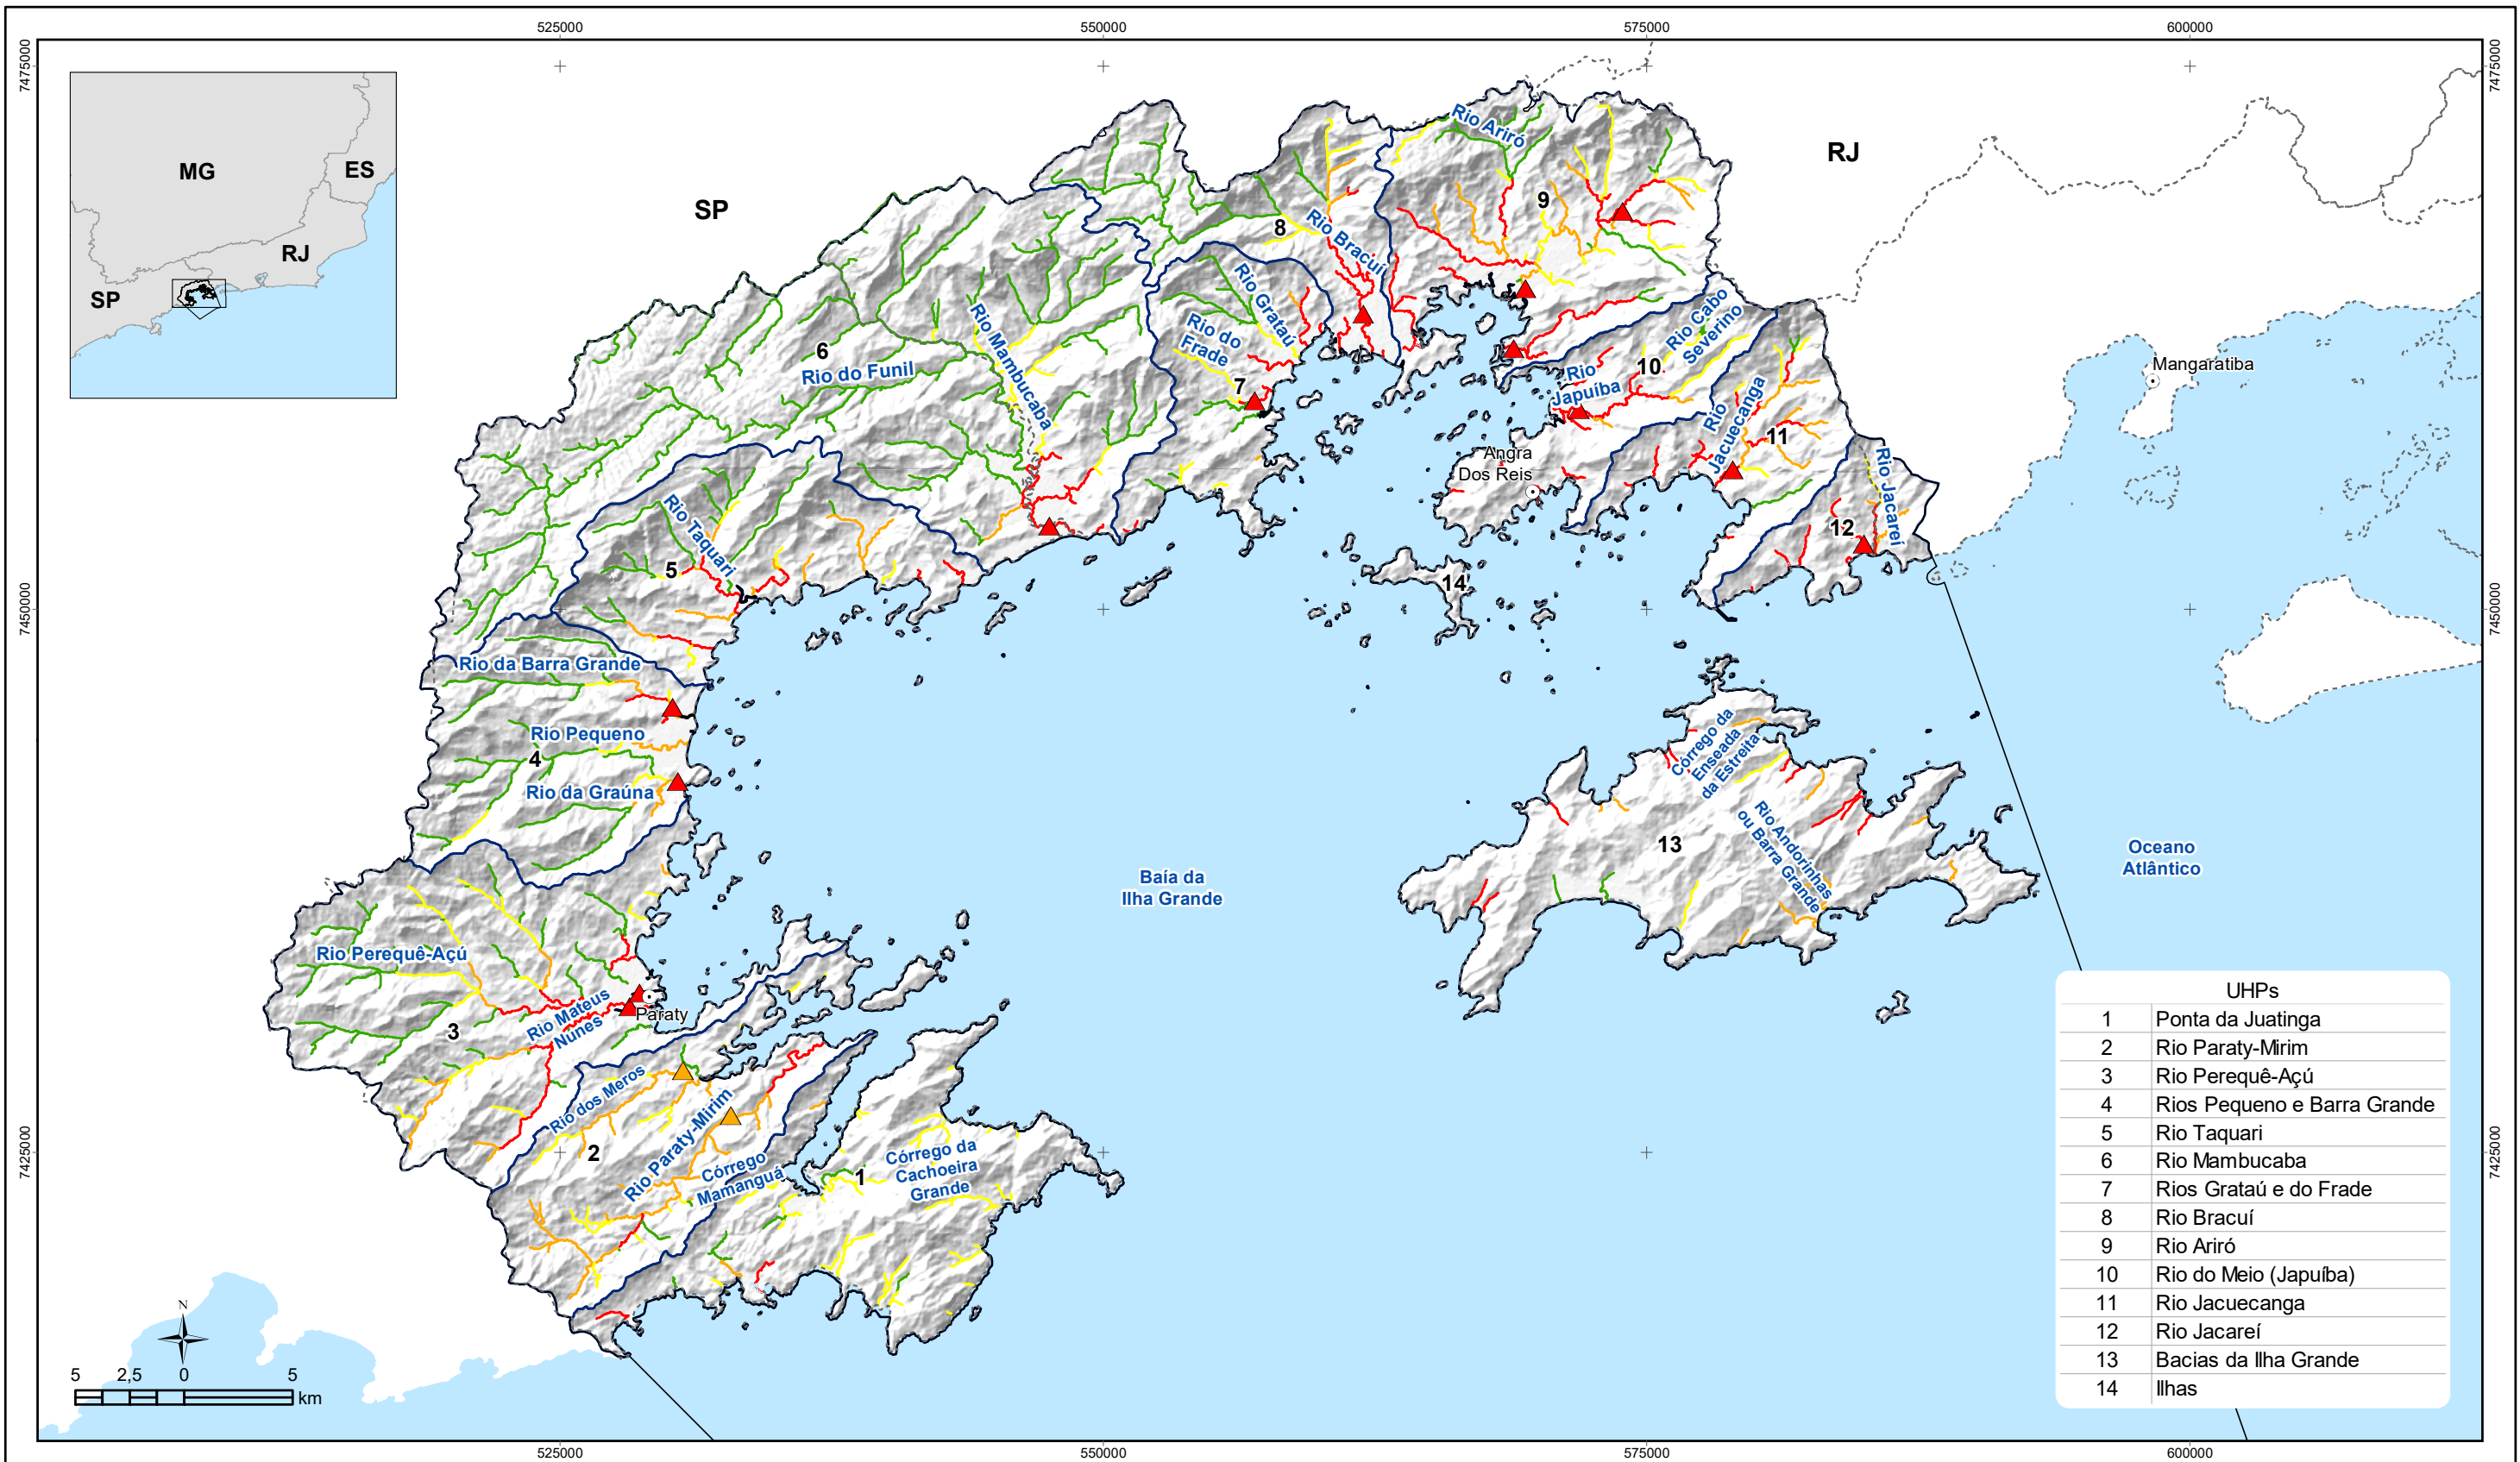 525000
550000
575000
600000
7475000
7475000
MG
ES
RJ
SP
SP
RJ
Rio Ariró
9
8
Rio Bracuí
Rio Grataú
Rio do
Frade
7
Rio Mambucaba
6
Rio do Funil
Rio Cabo
Severino
10
Rio
Japuíba
Rio
Jacuecanga
11
Mangaratiba
Angra
Dos Reis
Rio Jacareí
12
Rio Taquari
5
14
7450000
7450000
Rio da Barra Grande
Rio Pequeno
4
Rio da Graúna
Córrego da
Enseada
da Estreita
13
Rio Andorinhas
ou Barra Grande
Baía da
Ilha Grande
Oceano
Atlântico
Rio Perequê-Açú
Rio Mateus
Nunes
3
Paraty
Rio dos Meros
2
Rio Paraty-Mirim
Córrego
Mamanguá
1
Córrego da
Cachoeira
Grande
7425000
7425000
UHPs
1 Ponta da Juatinga
2 Rio Paraty-Mirim
3 Rio Perequê-Açú
4 Rios Pequeno e Barra Grande
5 Rio Taquari
6 Rio Mambucaba
7 Rios Grataú e do Frade
8 Rio Bracuí
9 Rio Ariró
10 Rio do Meio (Japuíba)
11 Rio Jacuecanga
12 Rio Jacareí
13 Bacias da Ilha Grande
14 Ilhas
N
5 2,5 0 5
km
525000
550000
575000
600000